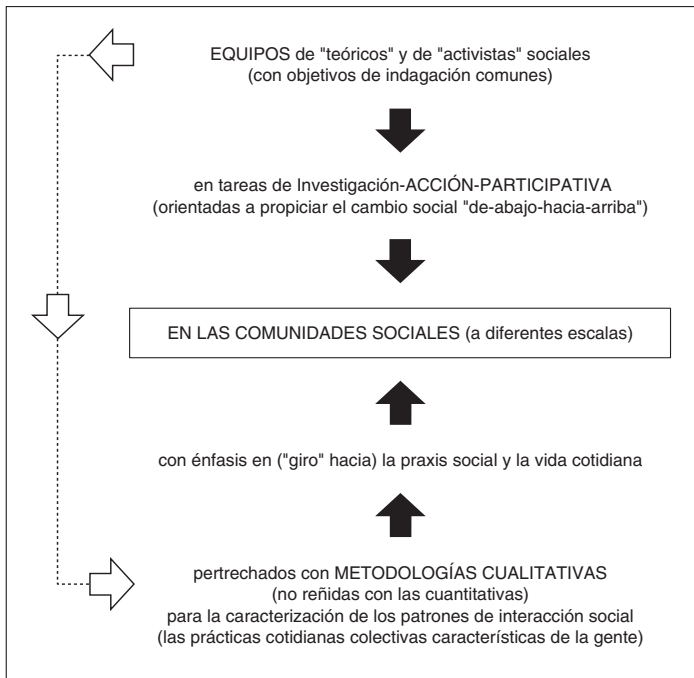 EQUIPOS de "teóricos" y de "activistas" sociales
(con objetivos de indagación comunes)
en tareas de Investigación-ACCIÓN-PARTICIPATIVA
(orientadas a propiciar el cambio social "de-abajo-hacia-arriba")
EN LAS COMUNIDADES SOCIALES (a diferentes escalas)
con énfasis en ("giro" hacia) la praxis social y la vida cotidiana
pertrechados con METODOLOGÍAS CUALITATIVAS
(no reñidas con las cuantitativas)
para la caracterización de los patrones de interacción social
(las prácticas cotidianas colectivas características de la gente)